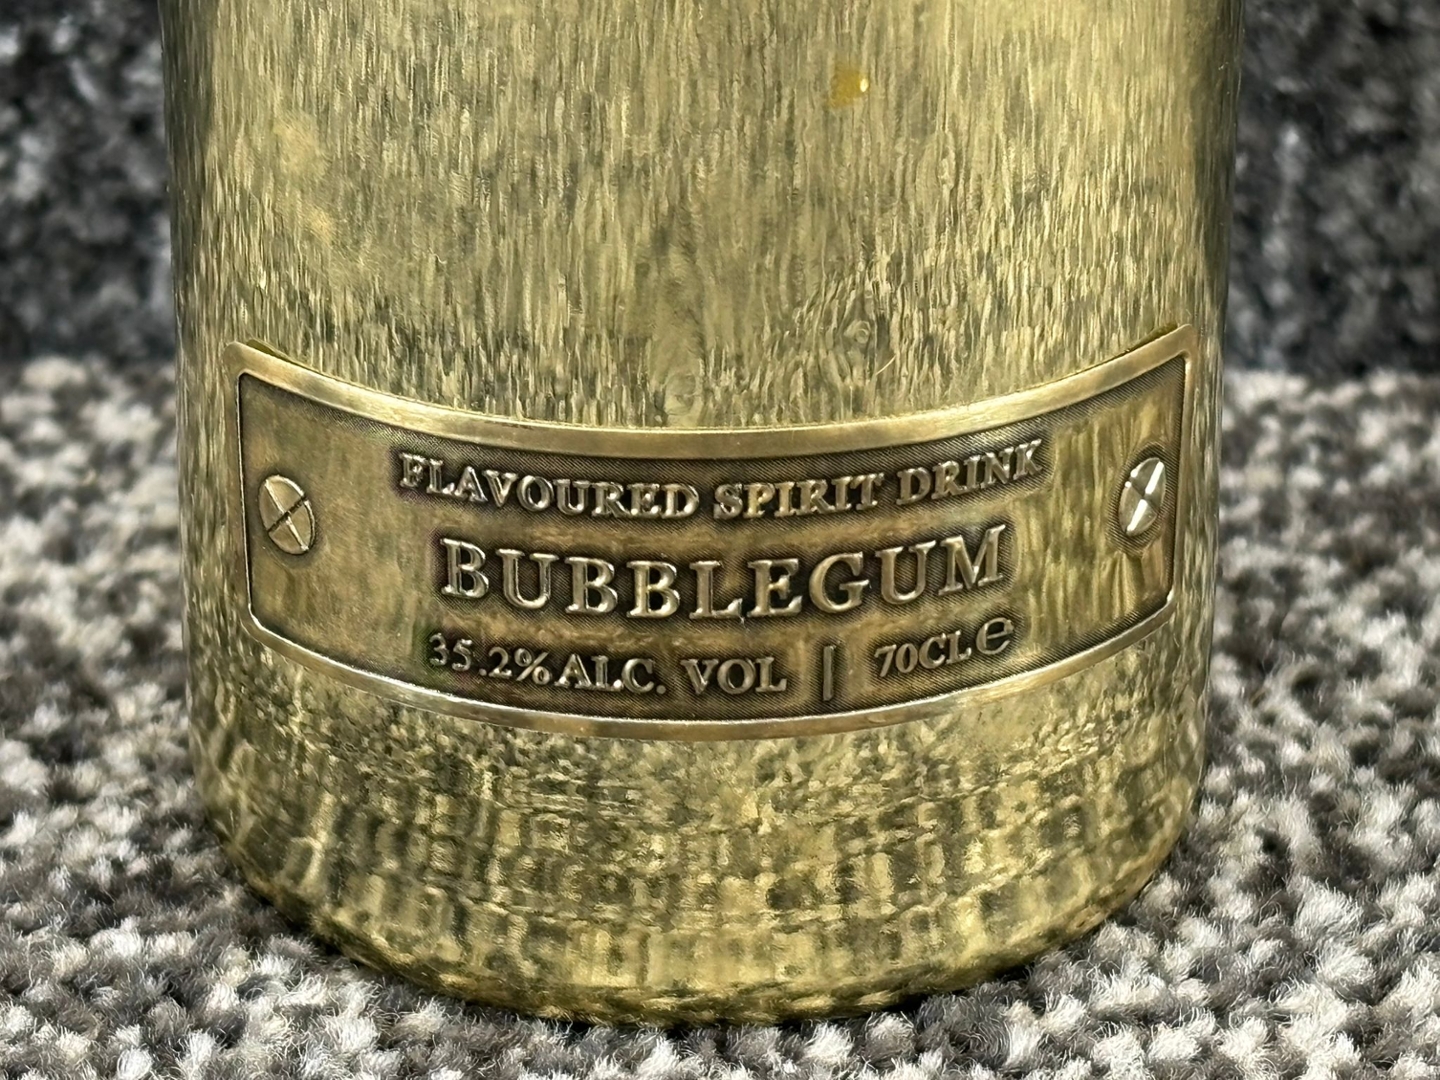 FLAVOURED SPIRIT DRINK
BUBBLEGUM
35.2% ALC. VOL | 70CL ℮